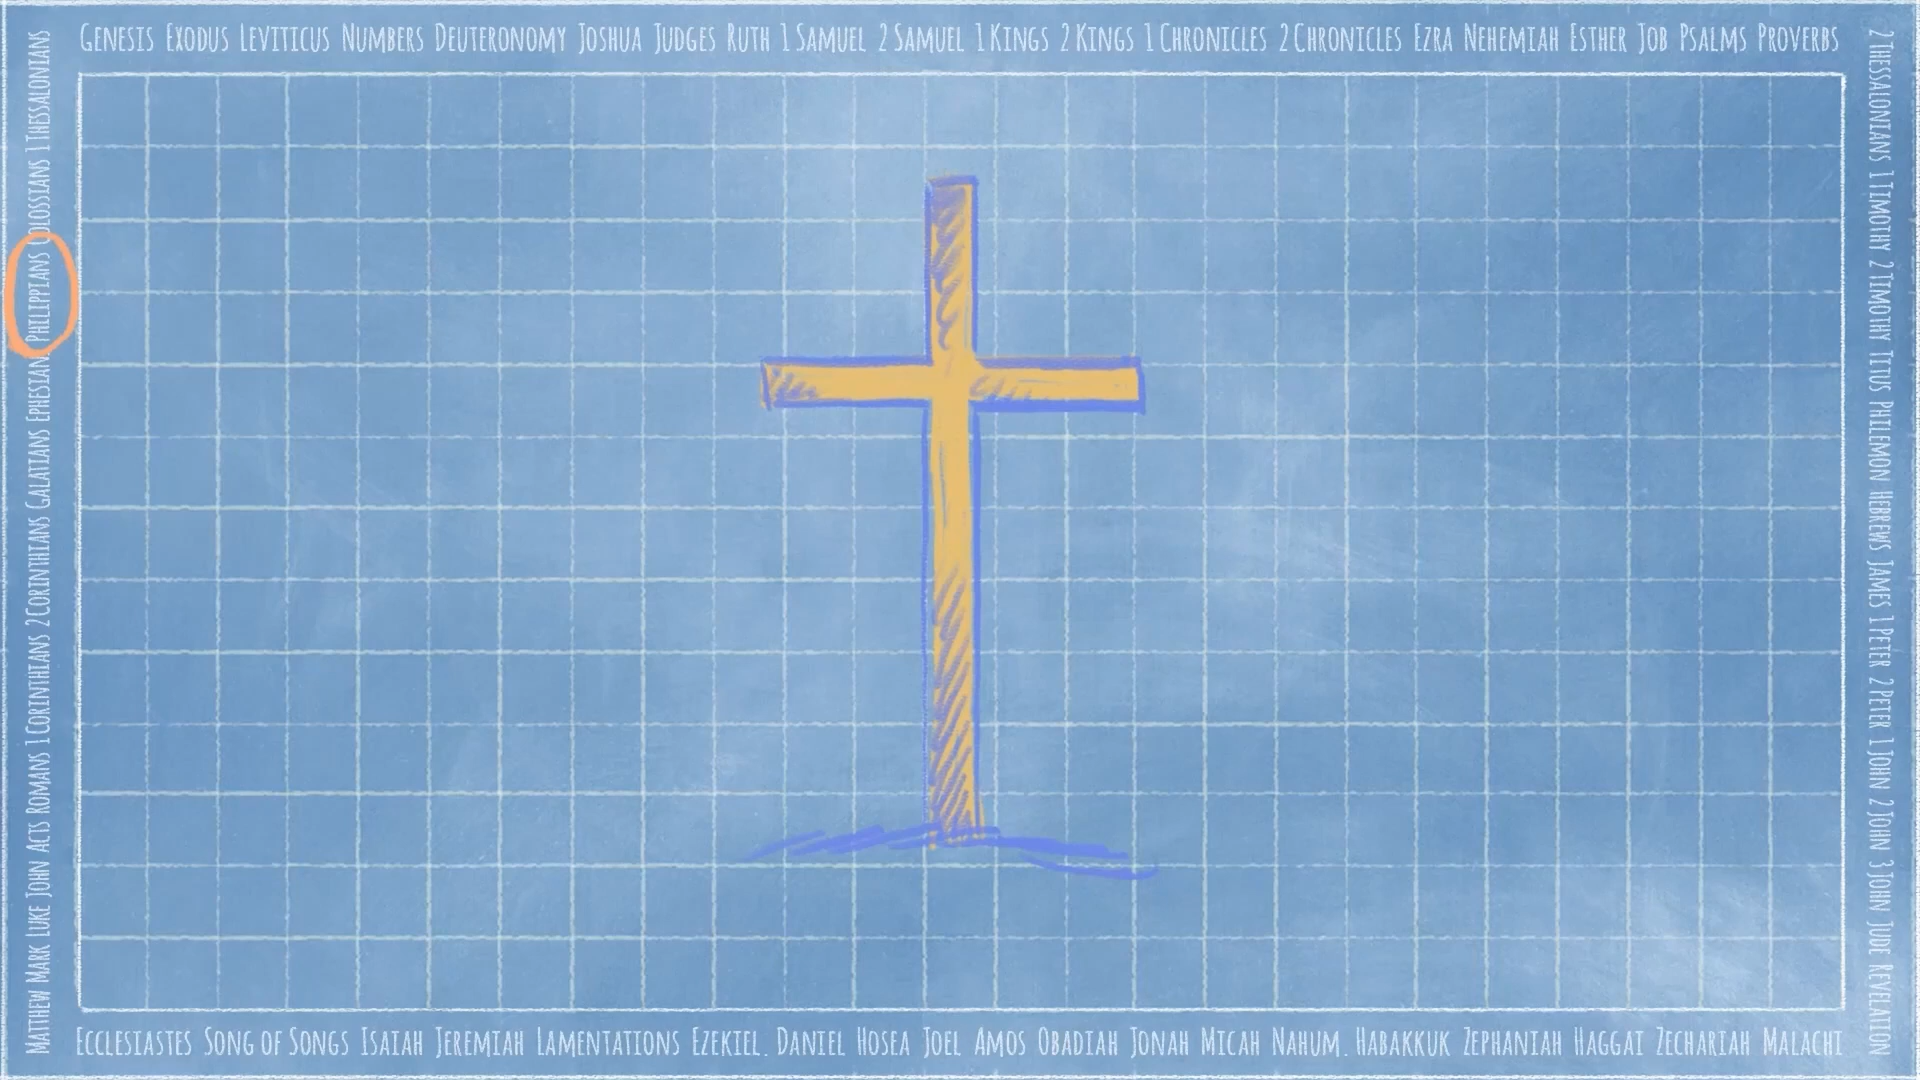 Genesis Exodus Leviticus Numbers Deuteronomy Joshua Judges Ruth 1 Samuel 2 Samuel 1 Kings 2 Kings 1 Chronicles 2 Chronicles Ezra Nehemiah Esther Job Psalms Proverbs
Ecclesiastes Song of Songs Isaiah Jeremiah Lamentations Ezekiel. Daniel Hosea Joel Amos Obadiah Jonah Micah Nahum. Habakkuk Zephaniah Haggai Zechariah Malachi
Matthew Mark Luke John Acts Romans 1 Corinthians 2 Corinthians Galatians Ephesians Philippians Colossians 1 Thessalonians
2 Thessalonians 1 Timothy 2 Timothy Titus Philemon Hebrews James 1 Peter 2 Peter 1 John 2 John 3 John Jude Revelation